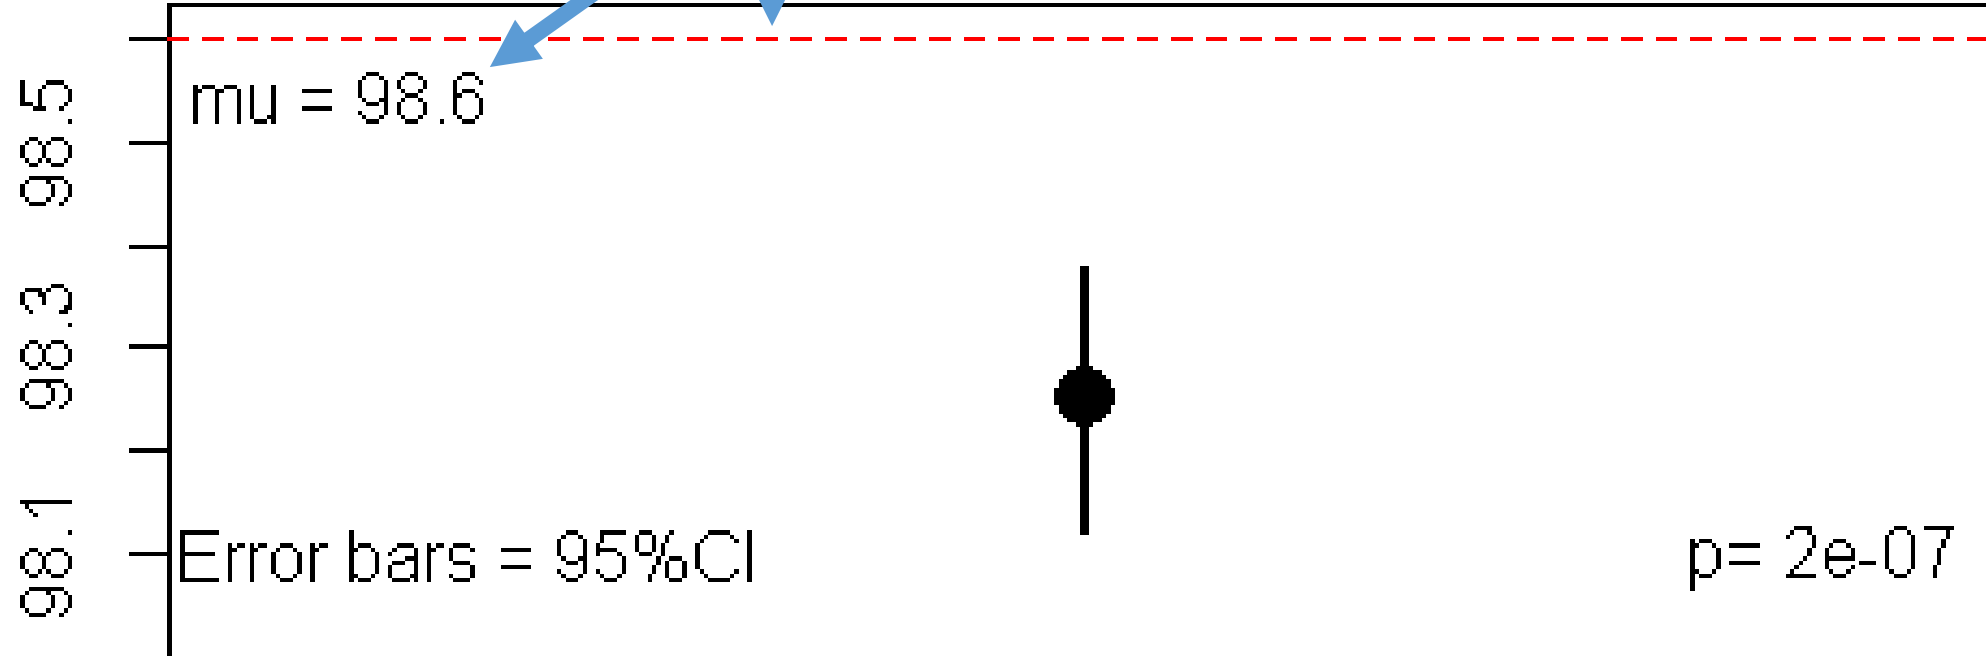 mu = 98.6
98.5
98.3
98.1
Error bars = 95%CI
p= 2e-07